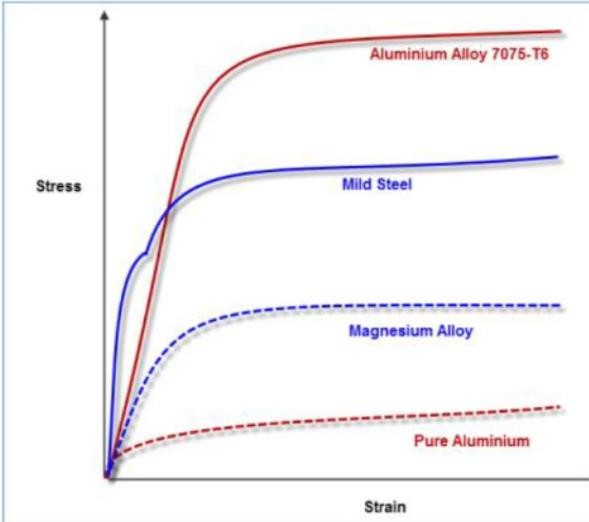 Aluminium Alloy 7075-T6
Stress
Mild Steel
Magnesium Alloy
Pure Aluminium
Strain